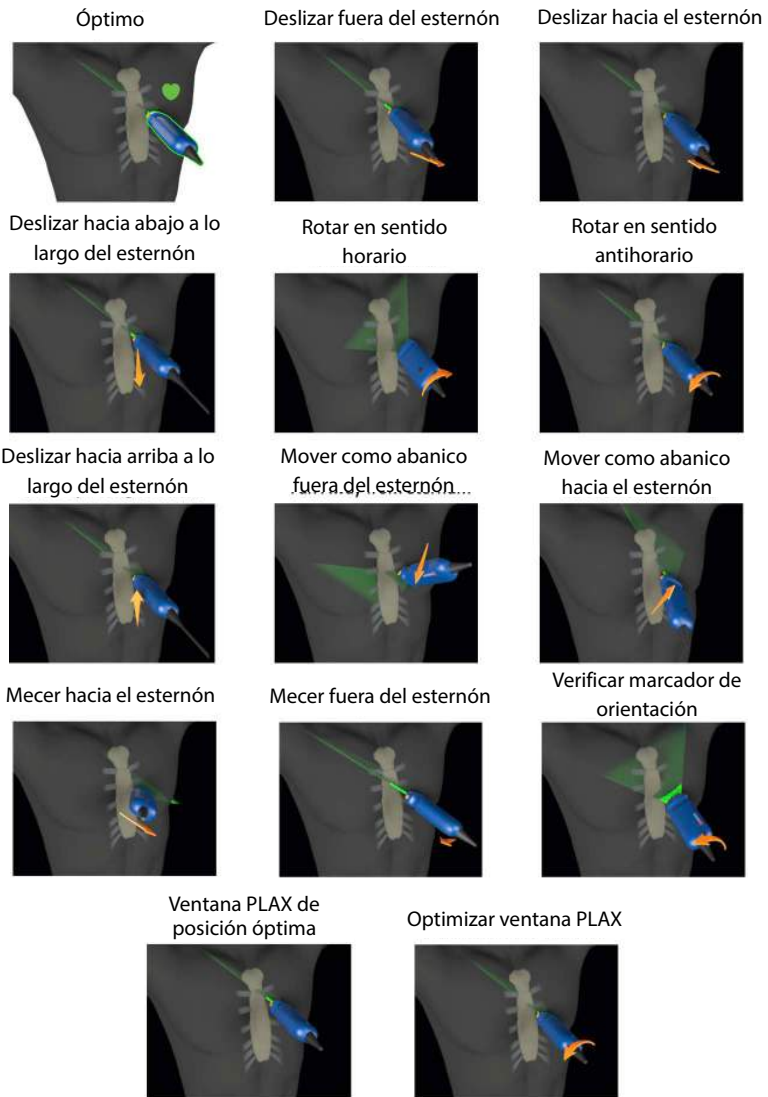 Óptimo
Deslizar fuera del esternón
Deslizar hacia el esternón
Deslizar hacia abajo a lo
largo del esternón
Rotar en sentido
horario
Rotar en sentido
antihorario
Deslizar hacia arriba a lo
largo del esternón
Mover como abanico
fuera del esternón
Mover como abanico
hacia el esternón
Mecer hacia el esternón
Mecer fuera del esternón
Verificar marcador de
orientación
Ventana PLAX de
posición óptima
Optimizar ventana PLAX